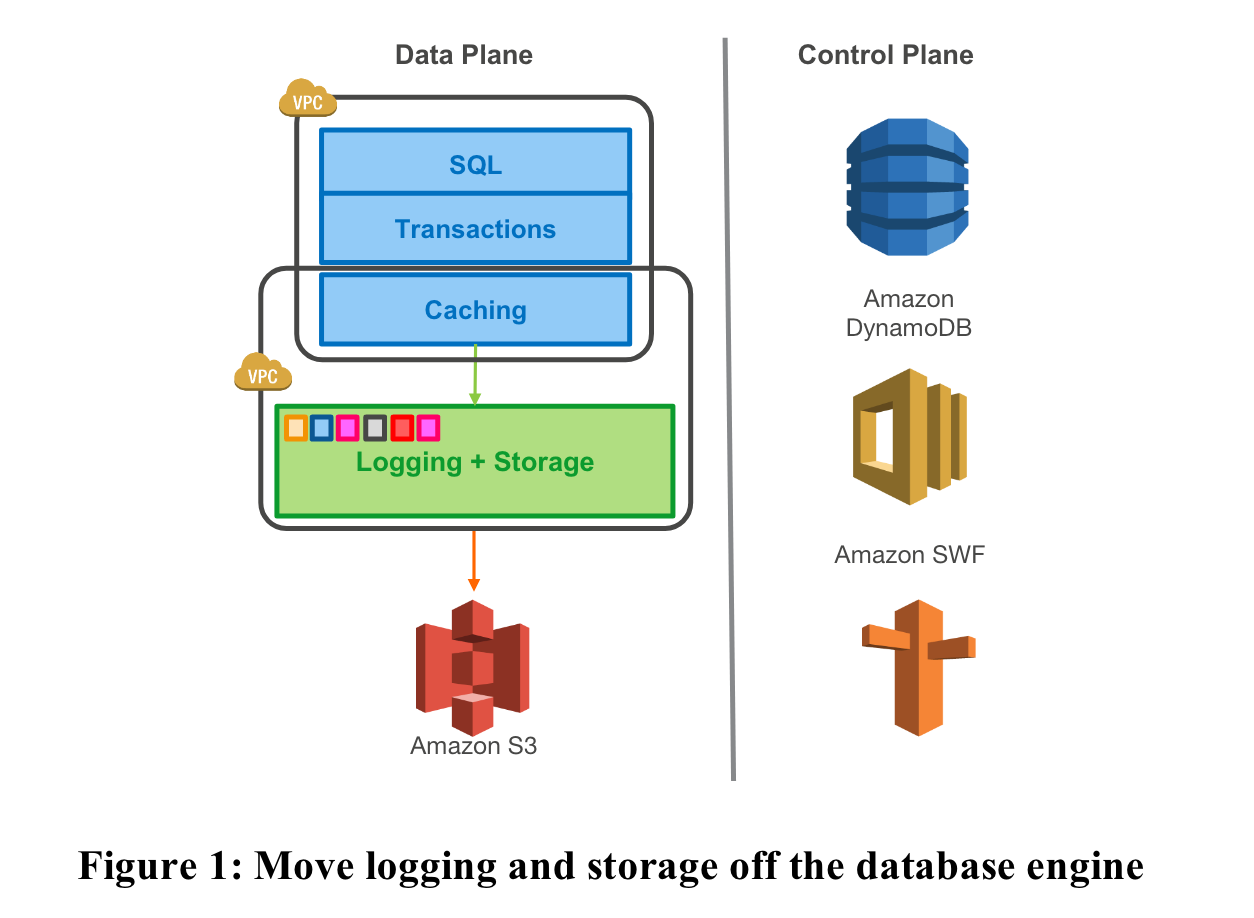 Data Plane
Control Plane
VPC
SQL
Transactions
Caching
VPC
Logging + Storage
Amazon S3
Amazon
DynamoDB
Amazon SWF
Figure 1: Move logging and storage off the database engine